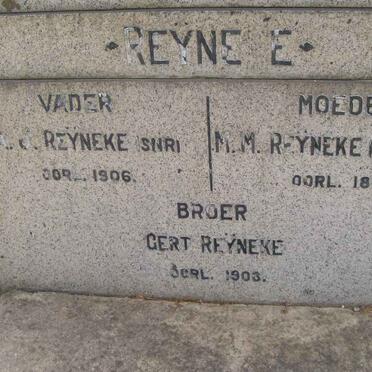 REYNE E
VADER
MOEDE
J. REYNEKE (SNR)
M. M. REYNEKE
OORL. 1906.
OORL. 18
BROER
GERT REYNEKE
OORL. 1903.